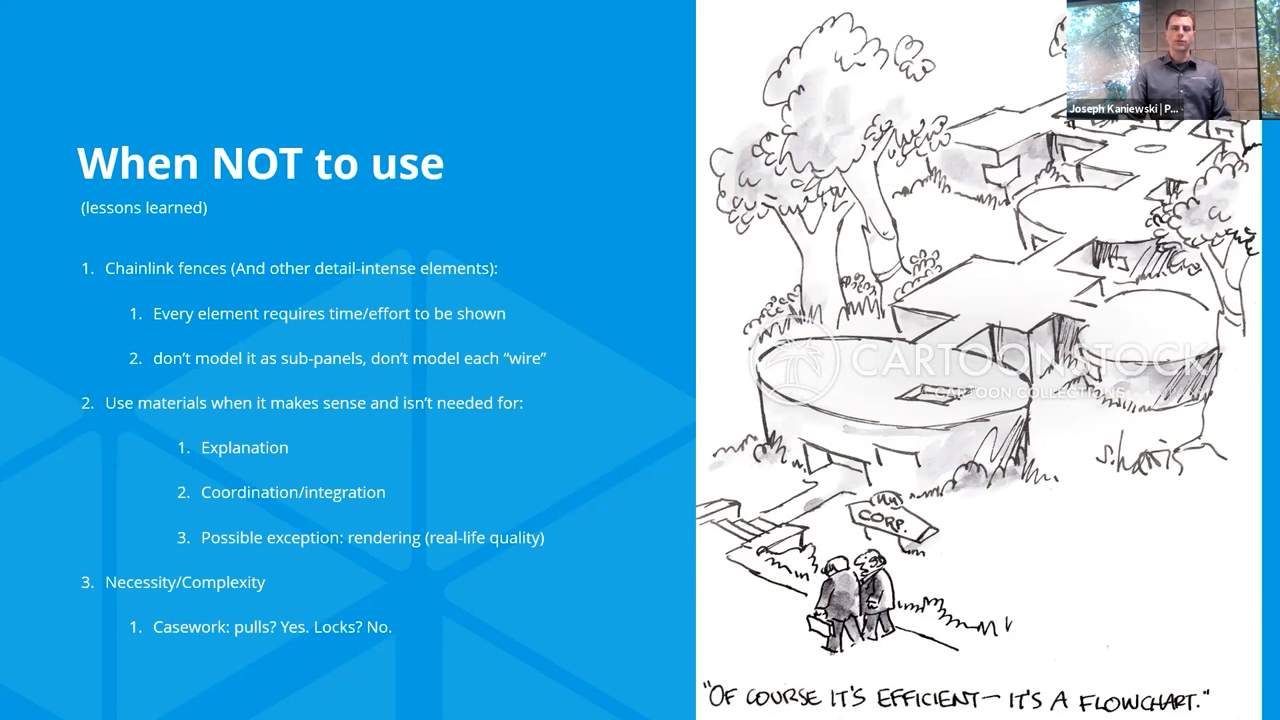 When NOT to use
(lessons learned)
1. Chainlink fences (And other detail-intense elements):
1. Every element requires time/effort to be shown
2. don't model it as sub-panels, don't model each “wire”
2. Use materials when it makes sense and isn't needed for:
1. Explanation
2. Coordination/integration
3. Possible exception: rendering (real-life quality)
3. Necessity/Complexity
1. Casework: pulls? Yes. Locks? No.
Joseph Kaniewski | P...
CARTOONSTOCK
CARTOON COLLECTIONS
S. Harris
CORP.
"OF COURSE IT'S EFFICIENT— IT'S A FLOWCHART."